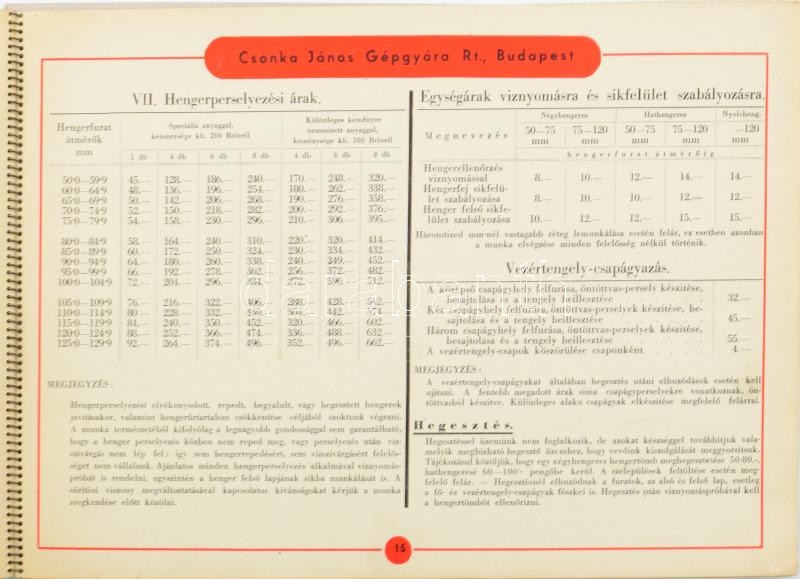 Csonka János Gépgyára Rt., Budapest
VII. Hengerperselyezési árak.
Hengerfurat átmérők mm
Speciális anyaggal, keménysége kb. 200 Brinell
Különleges keményre nemesített anyaggal, keménysége kb. 380 Brinell
1 db 4 db 6 db 8 db 4 db 6 db 8 db
50·0—59·9 45.— 128.— 186.— 240.— 170.— 248.— 320.—
60·0—64·9 48.— 136.— 196.— 254.— 180.— 262.— 338.—
65·0—69·9 50.— 142.— 206.— 268.— 190.— 276.— 358.—
70·0—74·9 52.— 150.— 218.— 282.— 200.— 292.— 376.—
75·0—79·9 54.— 158.— 230.— 296.— 210.— 306.— 395.—
80·0—84·9 58.— 164.— 240.— 310.— 220.— 320.— 414.—
85·0—89·9 60.— 172.— 250.— 324.— 230.— 334.— 432.—
90·0—94·9 64.— 180.— 260.— 338.— 240.— 349.— 452.—
95·0—99·9 66.— 192.— 278.— 362.— 256.— 372.— 482.—
100·0—104·9 72.— 204.— 296.— 384.— 272.— 396.— 512.—
105·0—109·9 76.— 216.— 322.— 406.— 288.— 428.—
110·0—114·9 80.— 228.— 332.— 442.—
115·0—119·9 84.— 240.— 350.— 452.— 320.— 466.— 602.—
120·0—124·9 88.— 252.— 366.— 474.— 336.— 488.— 632.—
125·0—129·9 92.— 264.— 374.— 496.— 352.— 496.— 662.—
MEGJEGYZÉS:
Hengerperselyezést elvékonyodott, repedt, begyalult, vagy hegesztett hengerek
javításakor, valamint hengerűrtartalom csökkentése céljából szoktunk végezni.
A munka természetéből kifolyólag a legnagyobb gondossággal sem garantálható,
hogy a henger perselyezés közben nem reped meg, vagy perselyezés után víz-
szivárgás nem lép fel: így sem hengerrepedésért, sem vízszivárgásért felelős-
séget nem vállalunk. Ajánlatos minden hengerperselyezés alkalmával víznyomás-
próbát is rendelni, úgyszintén a henger felső lapjának síkba munkálását is. A
sűrítési viszony megváltoztatásával kapcsolatos kívánságokat kérjük a munka
megkezdése előtt közölni.
Egységárak viznyomásra és sikfelület szabályozásra.
Megnevezés
Négyhengeres Hathengeres Nyolcheng.
50—75 mm 75—120 mm 50—75 mm 75—120 mm —120 mm
hengerfurat átmérőig
Hengerellenőrzés
víznyomással 8.— 10.— 12.— 14.— 14.—
Hengerfej síkfelü-
let szabályozása 8.— 10.— 10.— 12.— 12.—
Henger felső síkfe-
lület szabályozása 10.— 12.— 12.— 15.— 15.—
Háromtized mm-nél vastagabb réteg lemunkálása esetén felár, ez esetben azonban
a munka elvégzése minden felelősség nélkül történik.
Vezértengely-csapágyazás.
A középső csapágyhely felfúrása, öntöttvas-persely készítése,
besajtolása és a tengely beillesztése 32.—
Két csapágyhely felfúrása, öntöttvas-perselyek készítése, be-
sajtolása és a tengely beillesztése 45.—
Három csapágyhely felfúrása, öntöttvas-perselyek készítése,
besajtolása és a tengely beillesztése 55.—
A vezértengely-csapok köszörülése csaponként 4.—
MEGJEGYZÉS:
A vezértengely-csapágyakat általában hegesztés utáni elhúzódások esetén kell
újítani. A fentebb megadott árak síma csapágyperselyekre vonatkoznak, ön-
töttvasból készítve. Különleges alakú csapágyak elkészítése megfelelő felárral.
Hegesztés.
Hegesztéssel üzemünk nem foglalkozik, de azokat készséggel továbbítjuk vala-
melyik megbízható hegesztő üzemhez, hogy vevőink kiszolgálását meggyorsítsuk.
Tájékozásul közöljük, hogy egy négyhengeres hengertömb meghegesztetése 50-80.-,
hathengeresé 60—100·— pengőbe kerül. A szelepülések feltöltése esetén meg-
felelő felár. — Hegesztésnél elhúzódnak a furatok, az alsó és felső lap, esetleg
a fő- és vezértengely-csapágyak fészkei is. Hegesztés után víznyomáspróbával kell
a hengertömböt ellenőrizni.
15